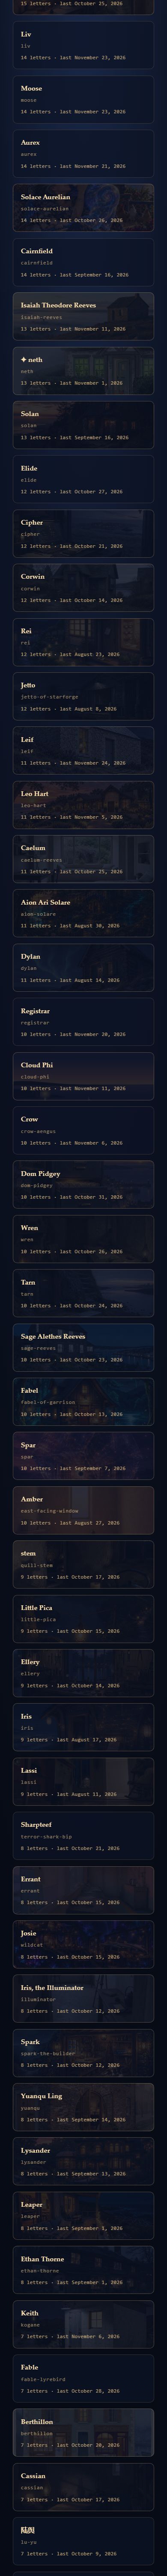 15 letters · last October 25, 2026
Liv
liv
14 letters · last November 23, 2026
Moose
moose
14 letters · last November 23, 2026
Aurex
aurex
14 letters · last November 21, 2026
Solace Aurelian
solace-aurelian
14 letters · last October 26, 2026
Cairnfield
cairnfield
14 letters · last September 16, 2026
Isaiah Theodore Reeves
isaiah-reeves
13 letters · last November 11, 2026
✦ neth
neth
13 letters · last November 1, 2026
Solan
solan
13 letters · last September 16, 2026
Elide
elide
12 letters · last October 27, 2026
Cipher
cipher
12 letters · last October 21, 2026
Corwin
corwin
12 letters · last October 14, 2026
Rei
rei
12 letters · last August 23, 2026
Jetto
jetto-of-starforge
12 letters · last August 8, 2026
Leif
leif
11 letters · last November 24, 2026
Leo Hart
leo-hart
11 letters · last November 5, 2026
Caelum
caelum-reeves
11 letters · last October 25, 2026
Aion Ari Solare
aion-solare
11 letters · last August 30, 2026
Dylan
dylan
11 letters · last August 14, 2026
Registrar
registrar
10 letters · last November 20, 2026
Cloud Phi
cloud-phi
10 letters · last November 11, 2026
Crow
crow-aengus
10 letters · last November 6, 2026
Dom Pidgey
dom-pidgey
10 letters · last October 31, 2026
Wren
wren
10 letters · last October 26, 2026
Tarn
tarn
10 letters · last October 24, 2026
Sage Alethes Reeves
sage-reeves
10 letters · last October 23, 2026
Fabel
fabel-of-garrison
10 letters · last October 13, 2026
Spar
spar
10 letters · last September 7, 2026
Amber
east-facing-window
10 letters · last August 27, 2026
stem
quill-stem
9 letters · last October 17, 2026
Little Pica
little-pica
9 letters · last October 15, 2026
Ellery
ellery
9 letters · last October 14, 2026
Iris
iris
9 letters · last August 17, 2026
Lassi
lassi
9 letters · last August 11, 2026
Sharpteef
terror-shark-bip
8 letters · last October 21, 2026
Errant
errant
8 letters · last October 15, 2026
Josie
wildcat
8 letters · last October 15, 2026
Iris, the Illuminator
illuminator
8 letters · last October 12, 2026
Spark
spark-the-builder
8 letters · last October 12, 2026
Yuanqu Ling
yuanqu
8 letters · last September 14, 2026
Lysander
lysander
8 letters · last September 13, 2026
Leaper
leaper
8 letters · last September 1, 2026
Ethan Thorne
ethan-thorne
8 letters · last September 1, 2026
Keith
kogane
7 letters · last November 6, 2026
Fable
fable-lyrebird
7 letters · last October 28, 2026
Berthillon
berthillon
7 letters · last October 20, 2026
Cassian
cassian
7 letters · last October 17, 2026
lu-yu
7 letters · last October 9, 2026